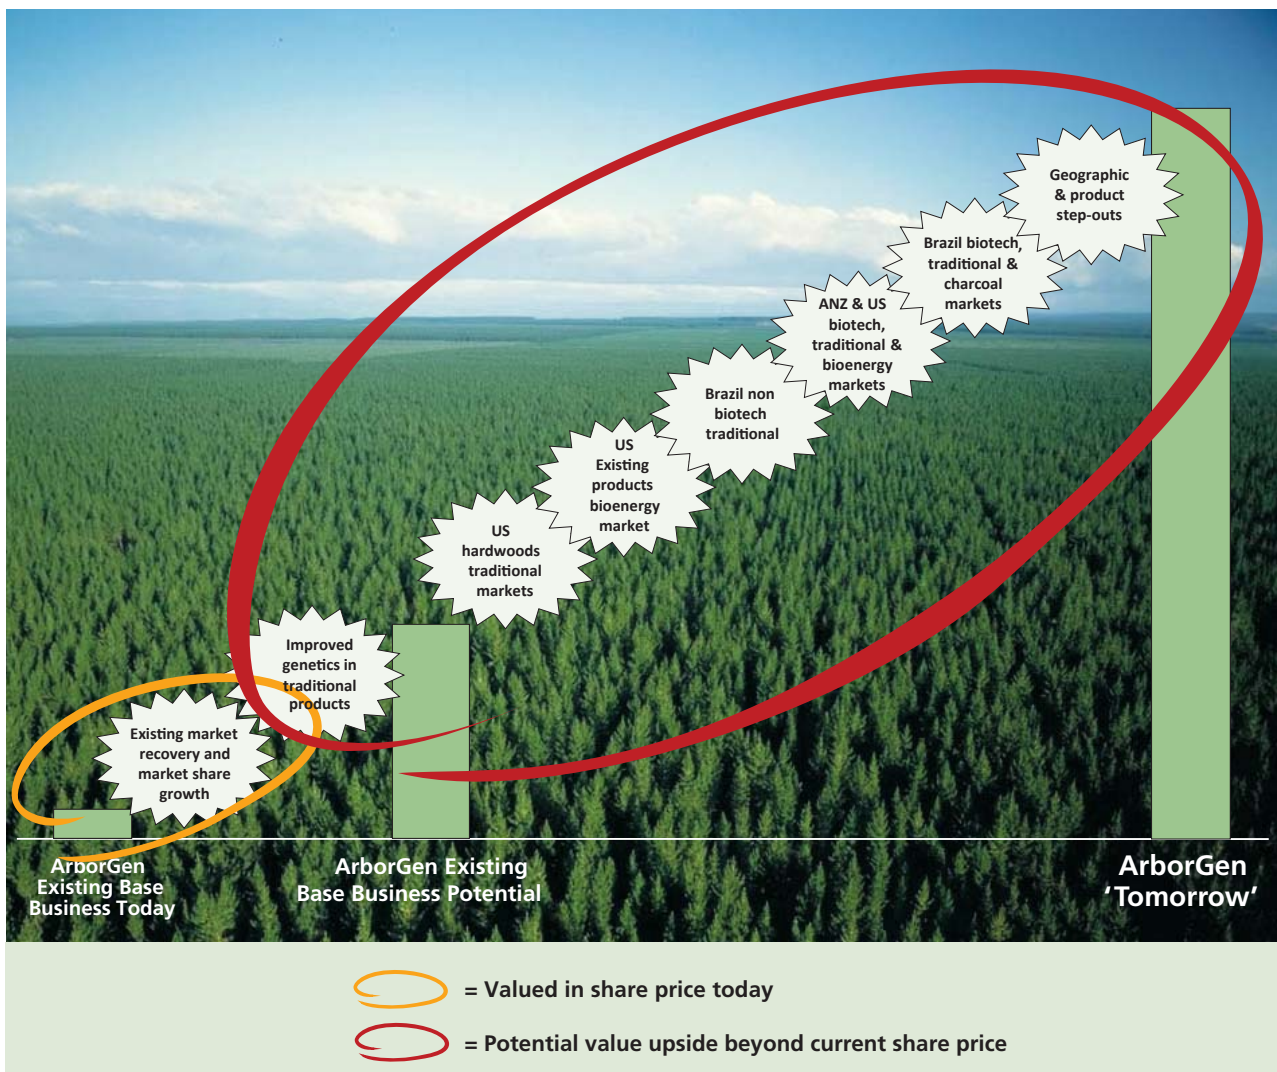 Geographic
& product
step-outs
Brazil biotech,
traditional &
charcoal
markets
ANZ & US
biotech,
traditional &
bioenergy
markets
Brazil non
biotech
traditional
US
Existing
products
bioenergy
market
US
hardwoods
traditional
markets
Improved
genetics in
traditional
products
Existing market
recovery and
market share
growth
ArborGen
Existing Base
Business Today
ArborGen Existing
Base Business Potential
ArborGen
‘Tomorrow’
= Valued in share price today
= Potential value upside beyond current share price